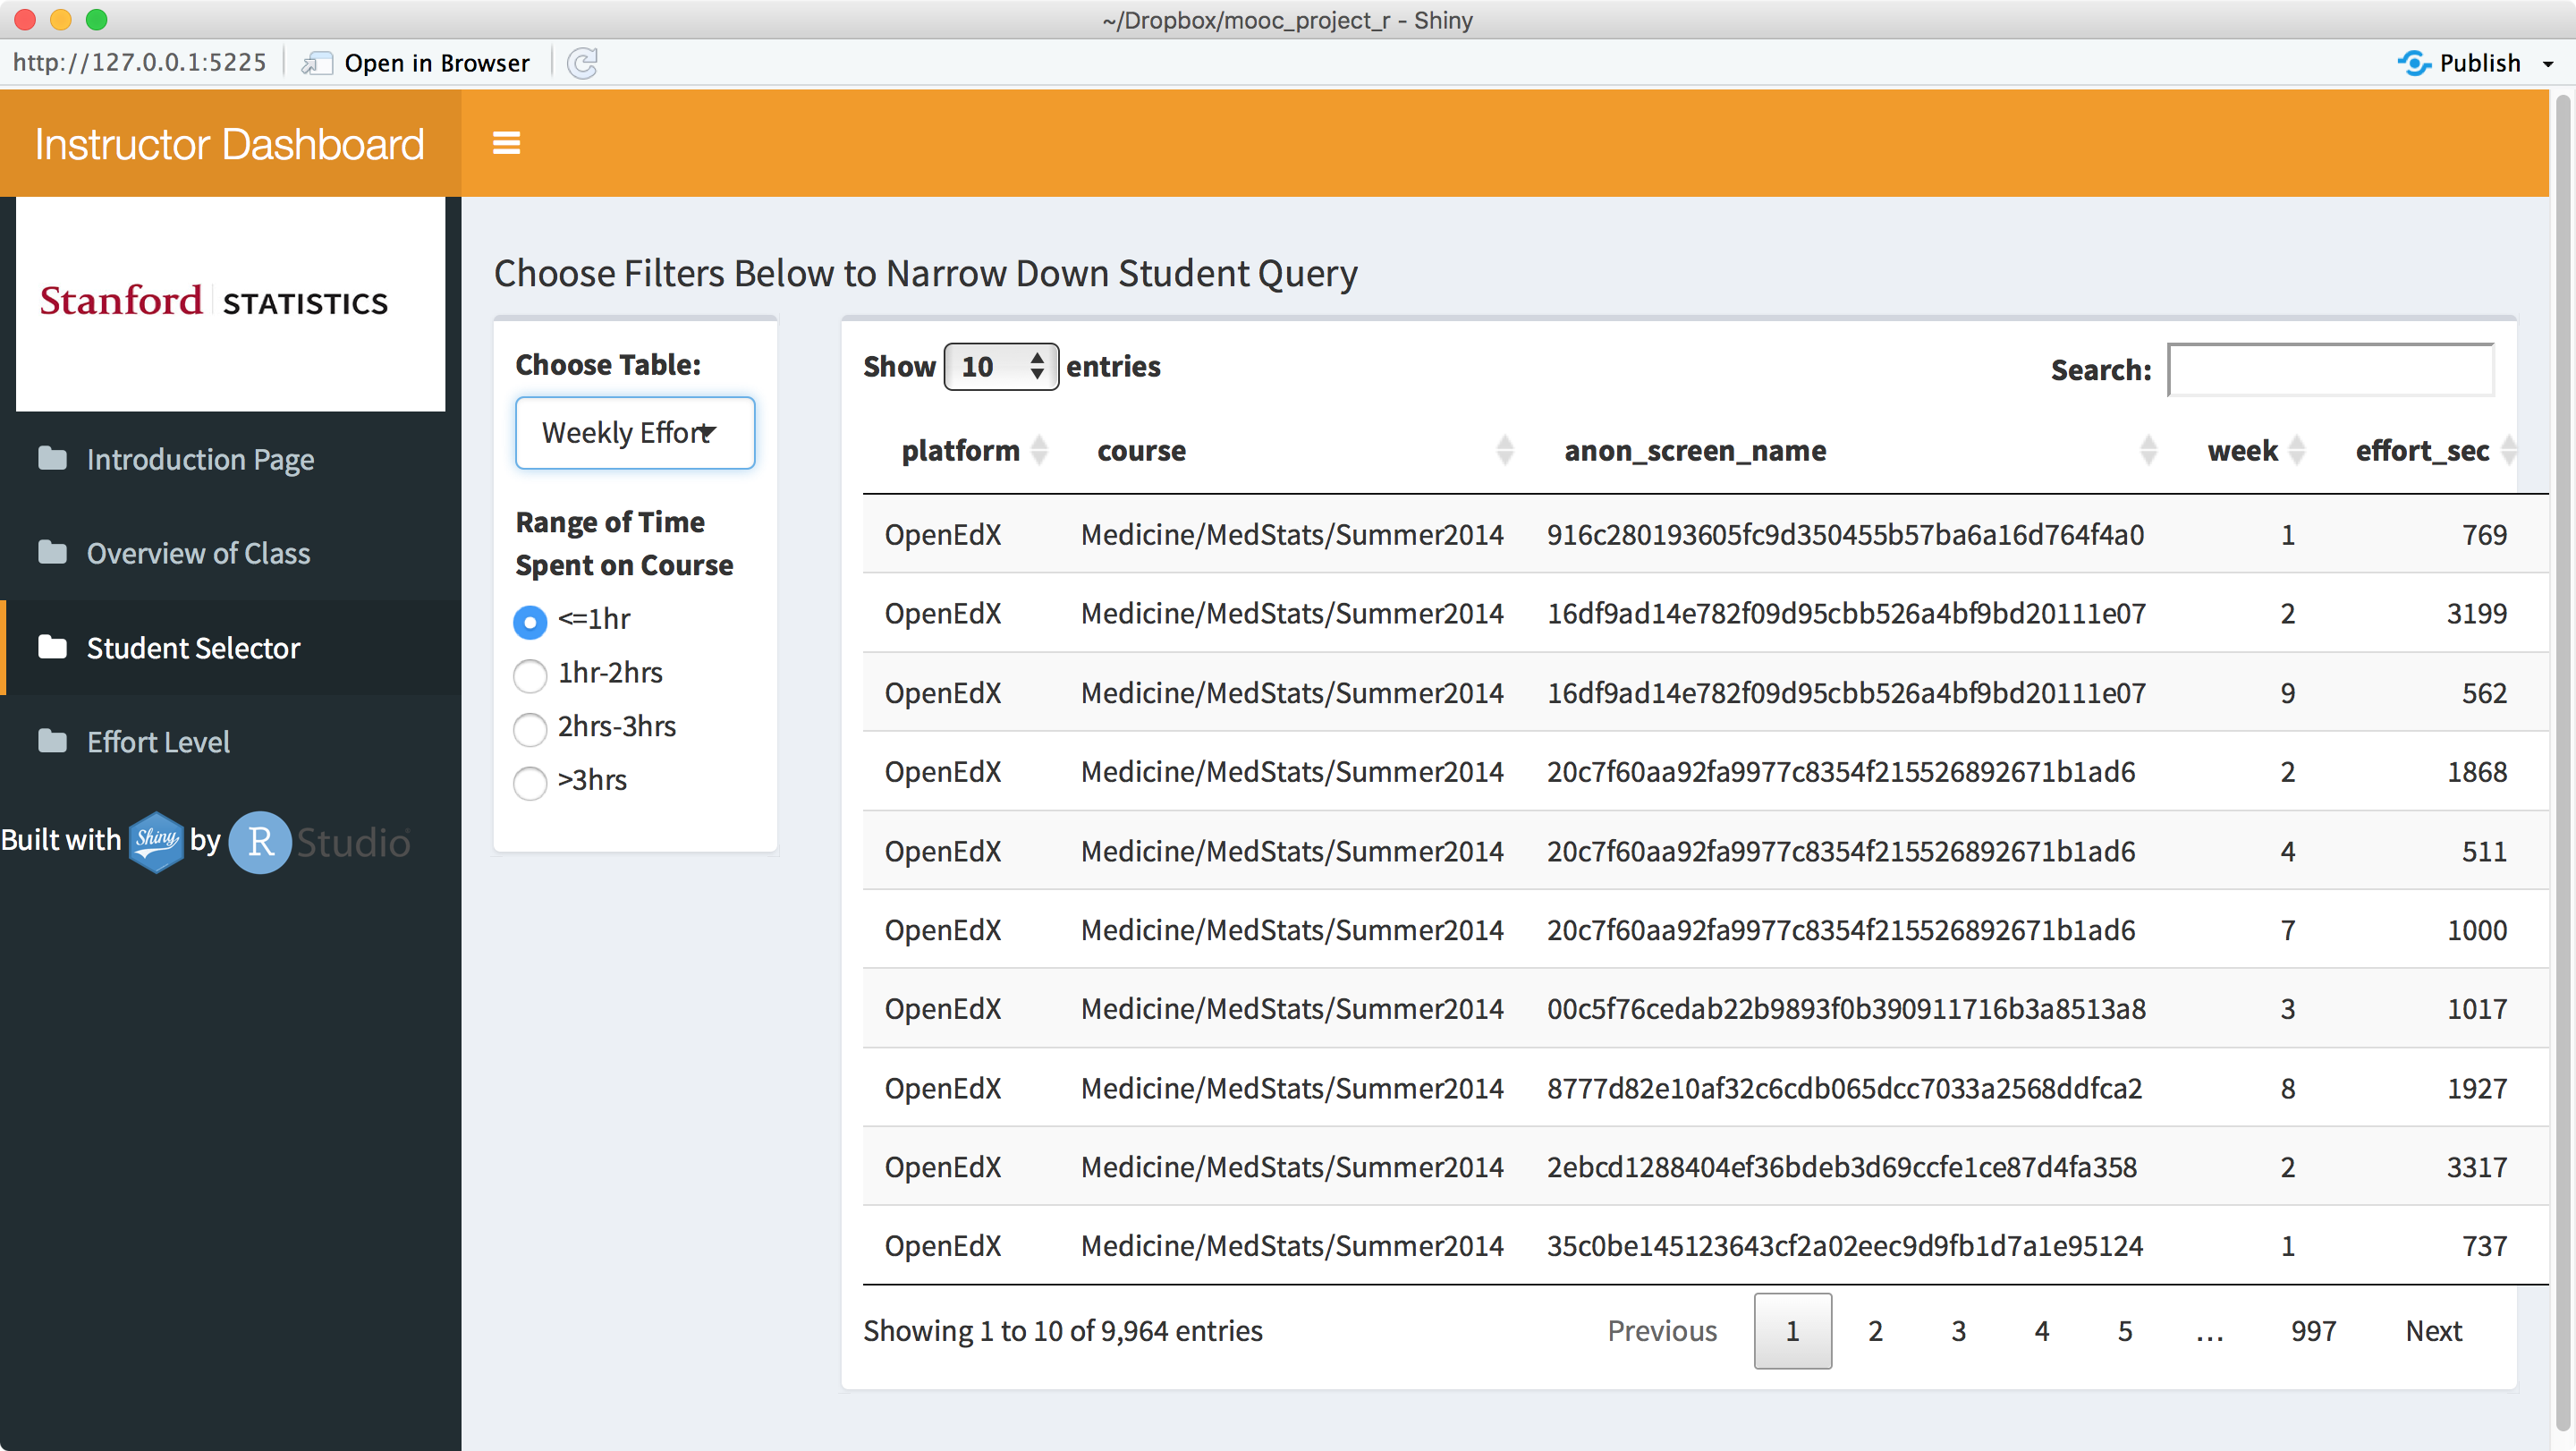 ~/Dropbox/mooc_project_r - Shiny
http://127.0.0.1:5225 Open in Browser Publish
Instructor Dashboard
Stanford STATISTICS
Introduction Page
Overview of Class
Student Selector
Effort Level
Built with Shiny by R Studio
Choose Filters Below to Narrow Down Student Query
Choose Table:
Weekly Effort
Range of Time
Spent on Course
<=1hr
1hr-2hrs
2hrs-3hrs
>3hrs
Show 10 entries Search:
platform course anon_screen_name week effort_sec
OpenEdX Medicine/MedStats/Summer2014 916c280193605fc9d350455b57ba6a16d764f4a0 1 769
OpenEdX Medicine/MedStats/Summer2014 16df9ad14e782f09d95cbb526a4bf9bd20111e07 2 3199
OpenEdX Medicine/MedStats/Summer2014 16df9ad14e782f09d95cbb526a4bf9bd20111e07 9 562
OpenEdX Medicine/MedStats/Summer2014 20c7f60aa92fa9977c8354f215526892671b1ad6 2 1868
OpenEdX Medicine/MedStats/Summer2014 20c7f60aa92fa9977c8354f215526892671b1ad6 4 511
OpenEdX Medicine/MedStats/Summer2014 20c7f60aa92fa9977c8354f215526892671b1ad6 7 1000
OpenEdX Medicine/MedStats/Summer2014 00c5f76cedab22b9893f0b390911716b3a8513a8 3 1017
OpenEdX Medicine/MedStats/Summer2014 8777d82e10af32c6cdb065dcc7033a2568ddfca2 8 1927
OpenEdX Medicine/MedStats/Summer2014 2ebcd1288404ef36bdeb3d69ccfe1ce87d4fa358 2 3317
OpenEdX Medicine/MedStats/Summer2014 35c0be145123643cf2a02eec9d9fb1d7a1e95124 1 737
Showing 1 to 10 of 9,964 entries Previous 1 2 3 4 5 … 997 Next